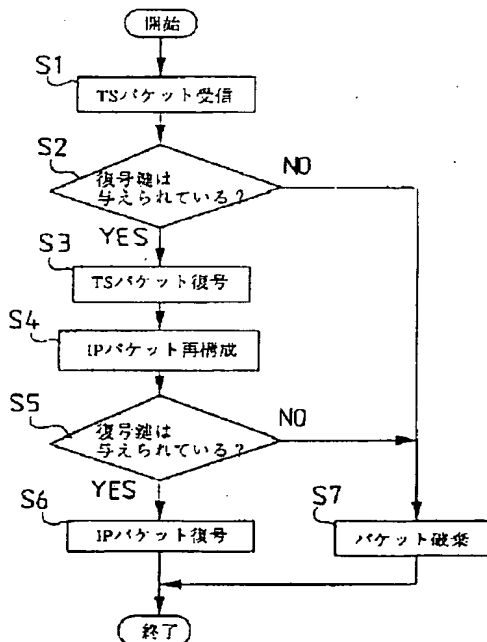 開始
S1
TSパケット受信
S2
復号鍵は
与えられている?
NO
YES
S3
TSパケット復号
S4
IPパケット再構成
S5
復号鍵は
与えられている?
NO
YES
S6
IPパケット復号
S7
パケット破棄
終了